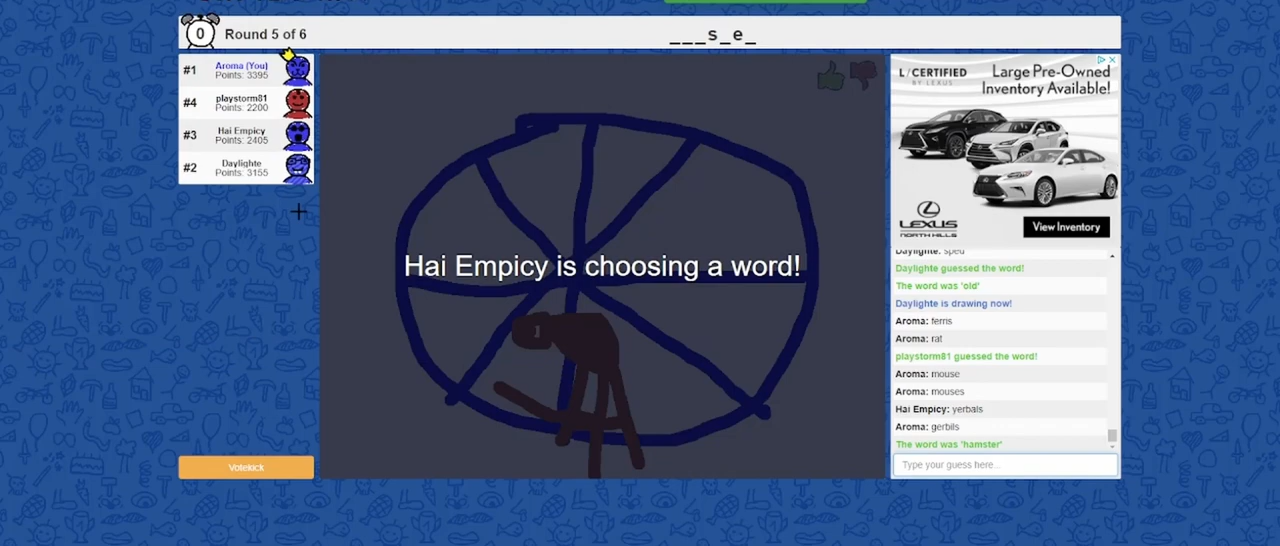 0
Round 5 of 6
___s_e_
#1
Aroma (You)
Points: 3395
#4
playstorm81
Points: 2200
#3
Hai Empicy
Points: 2405
#2
Daylighte
Points: 3155
Votekick
Hai Empicy is choosing a word!
L/CERTIFIED
BY LEXUS
Large Pre-Owned
Inventory Available!
LEXUS
NORTH HILLS
View Inventory
Daylighte: sped
Daylighte guessed the word!
The word was 'old'
Daylighte is drawing now!
Aroma: ferris
Aroma: rat
playstorm81 guessed the word!
Aroma: mouse
Aroma: mouses
Hai Empicy: yerbals
Aroma: gerbils
The word was 'hamster'
Type your guess here...